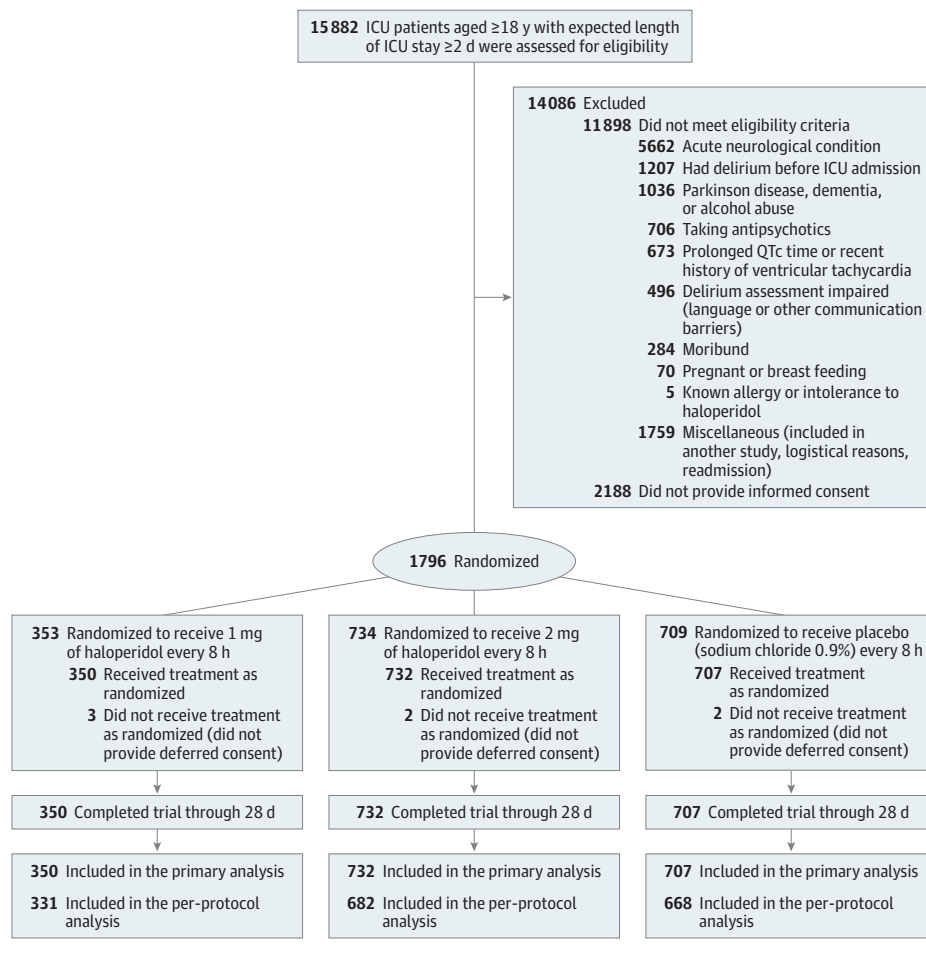 15 882 ICU patients aged ≥18 y with expected length
of ICU stay ≥2 d were assessed for eligibility
14 086 Excluded
11 898 Did not meet eligibility criteria
5662 Acute neurological condition
1207 Had delirium before ICU admission
1036 Parkinson disease, dementia,
or alcohol abuse
706 Taking antipsychotics
673 Prolonged QTc time or recent
history of ventricular tachycardia
496 Delirium assessment impaired
(language or other communication
barriers)
284 Moribund
70 Pregnant or breast feeding
5 Known allergy or intolerance to
haloperidol
1759 Miscellaneous (included in
another study, logistical reasons,
readmission)
2188 Did not provide informed consent
1796 Randomized
353 Randomized to receive 1 mg
of haloperidol every 8 h
350 Received treatment as
randomized
3 Did not receive treatment
as randomized (did not
provide deferred consent)
734 Randomized to receive 2 mg
of haloperidol every 8 h
732 Received treatment as
randomized
2 Did not receive treatment
as randomized (did not
provide deferred consent)
709 Randomized to receive placebo
(sodium chloride 0.9%) every 8 h
707 Received treatment
as randomized
2 Did not receive treatment
as randomized (did not
provide deferred consent)
350 Completed trial through 28 d
732 Completed trial through 28 d
707 Completed trial through 28 d
350 Included in the primary analysis
331 Included in the per-protocol
analysis
732 Included in the primary analysis
682 Included in the per-protocol
analysis
707 Included in the primary analysis
668 Included in the per-protocol
analysis